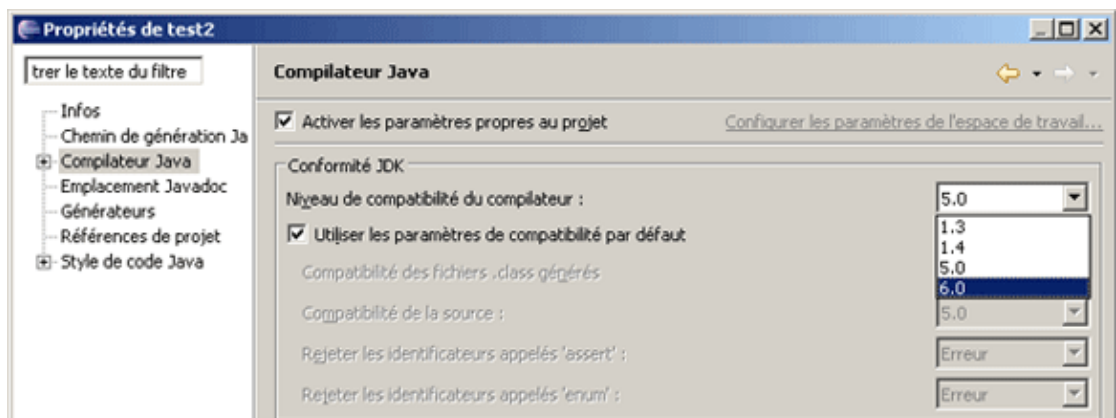 Propriétés de test2
trer le texte du filtre
Infos
Chemin de génération Ja
Compilateur Java
Emplacement Javadoc
Générateurs
Références de projet
Style de code Java
Compilateur Java
Activer les paramètres propres au projet
Configurer les paramètres de l'espace de travail...
Conformité JDK
Niveau de compatibilité du compilateur :
5.0
1.3
1.4
5.0
6.0
Utiliser les paramètres de compatibilité par défaut
Compatibilité des fichiers .class générés
Compatibilité de la source :
5.0
Rejeter les identificateurs appelés 'assert' :
Erreur
Rejeter les identificateurs appelés 'enum' :
Erreur